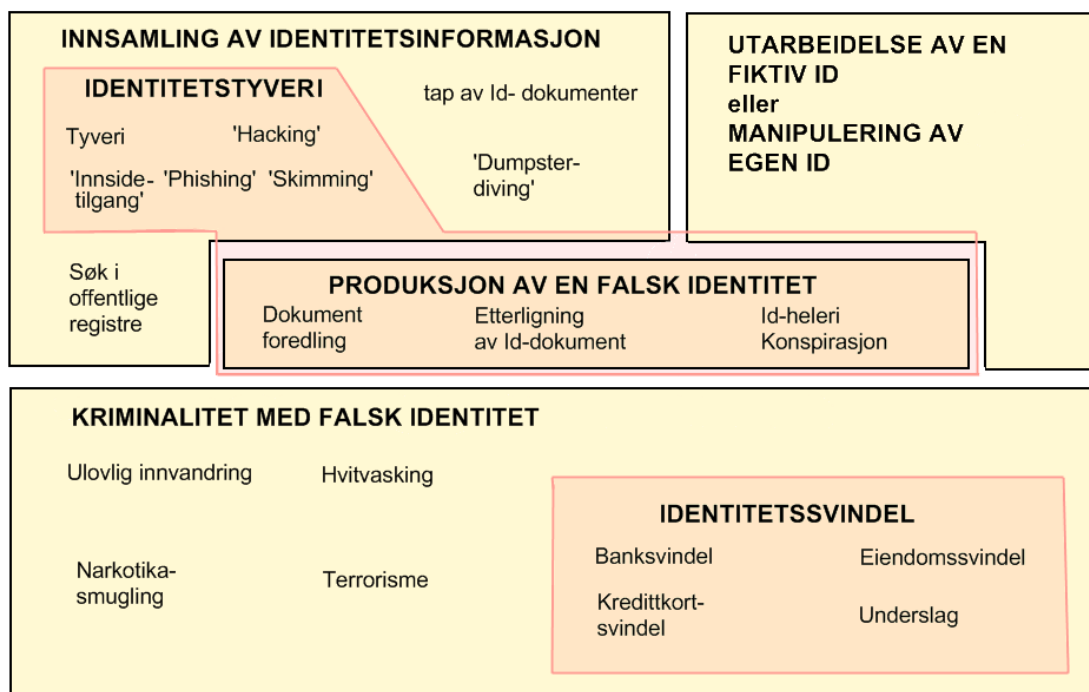 INNSAMLING AV IDENTITETSINFORMASJON
IDENTITETSTYVERI
Tyveri
'Hacking'
'Innside-
tilgang'
'Phishing'
'Skimming'
tap av Id- dokumenter
'Dumpster-
diving'
Søk i
offentlige
registre
UTARBEIDELSE AV EN
FIKTIV ID
eller
MANIPULERING AV
EGEN ID
PRODUKSJON AV EN FALSK IDENTITET
Dokument
foredling
Etterligning
av Id-dokument
Id-heleri
Konspirasjon
KRIMINALITET MED FALSK IDENTITET
Ulovlig innvandring
Hvitvasking
Narkotika-
smugling
Terrorisme
IDENTITETSSVINDEL
Banksvindel
Eiendomssvindel
Kredittkort-
svindel
Underslag